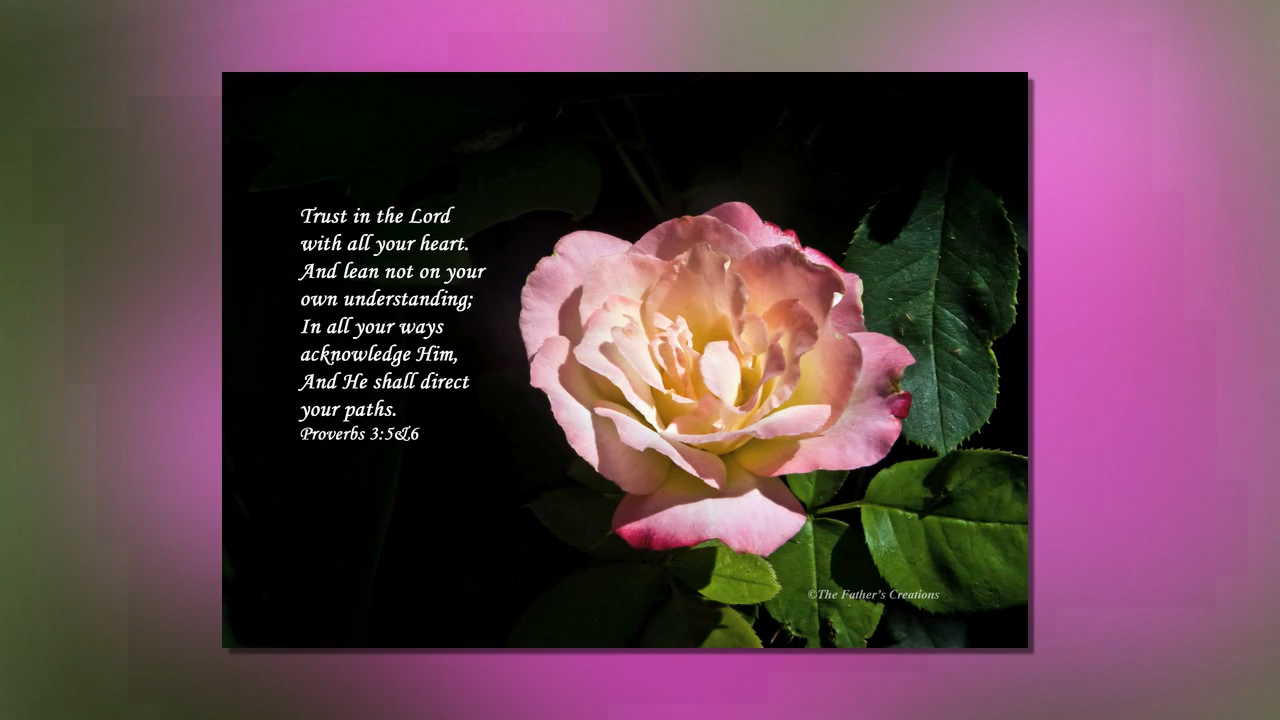 Trust in the Lord
with all your heart.
And lean not on your
own understanding;
In all your ways
acknowledge Him,
And He shall direct
your paths.
Proverbs 3:5&6
©The Father's Creations